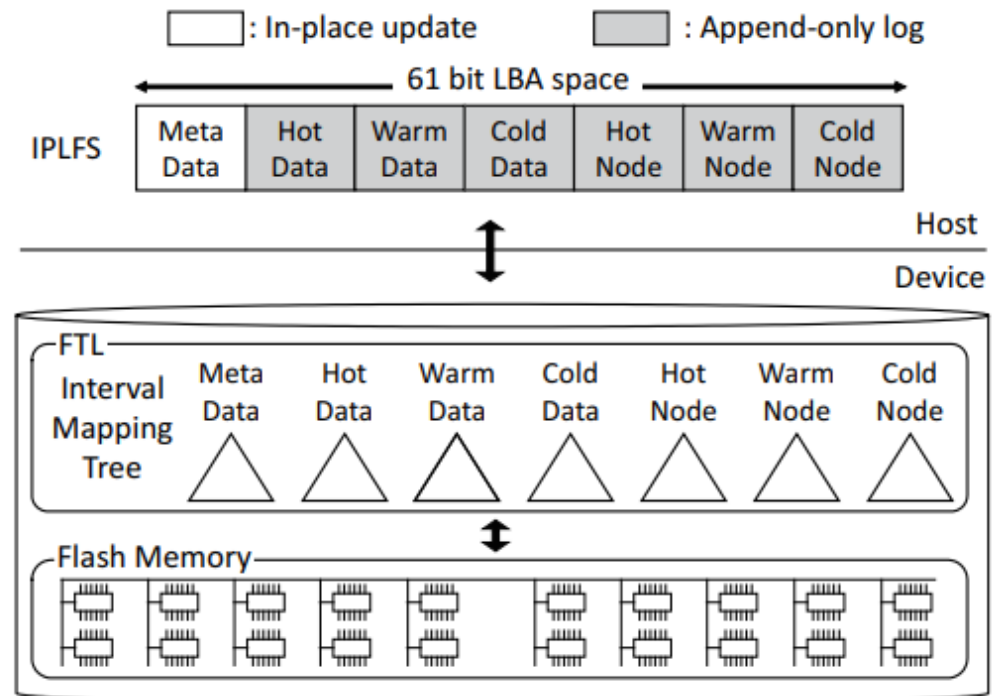 : In-place update : Append-only log
61 bit LBA space
IPLFS
Meta Data
Hot Data
Warm Data
Cold Data
Hot Node
Warm Node
Cold Node
Host
Device
FTL
Interval Mapping Tree
Meta Data
Hot Data
Warm Data
Cold Data
Hot Node
Warm Node
Cold Node
Flash Memory